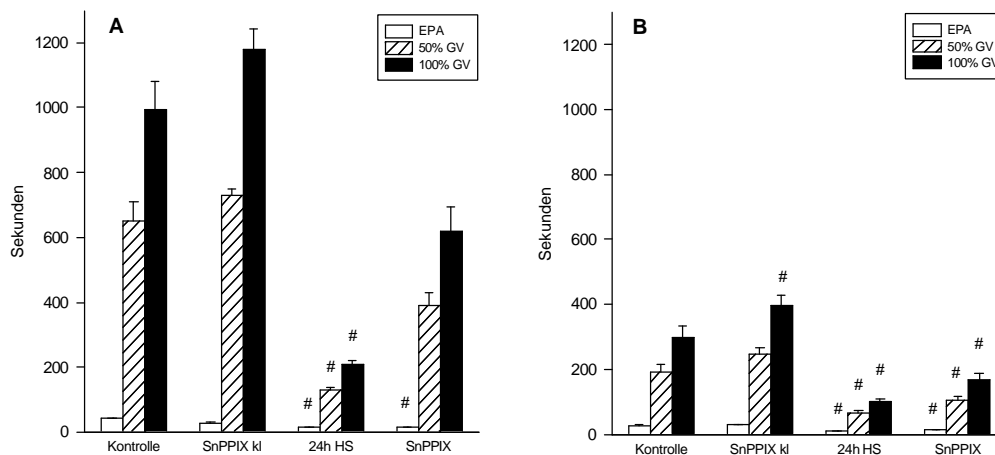 A
EPA
50% GV
100% GV
1200
1000
800
600
400
200
0
Sekunden
# # # #
Kontrolle SnPPIX kl 24h HS SnPPIX
B
EPA
50% GV
100% GV
1200
1000
800
600
400
200
0
Sekunden
# # # # # # #
Kontrolle SnPPIX kl 24h HS SnPPIX